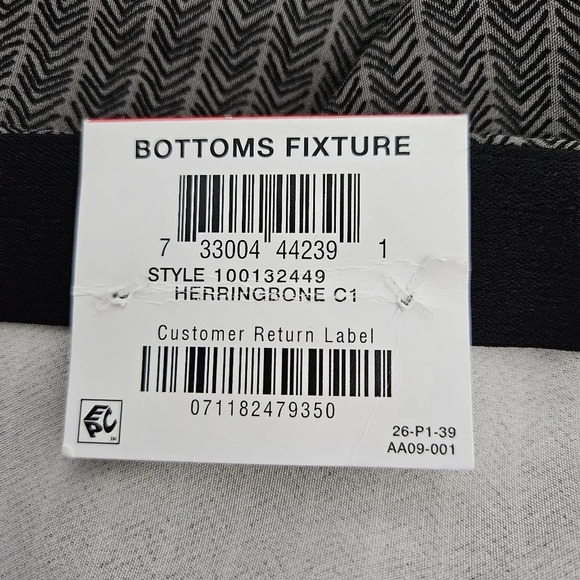 BOTTOMS FIXTURE
7 33004 44239 1
STYLE 100132449
HERRINGBONE C1
Customer Return Label
071182479350
EPC
26-P1-39
AA09-001